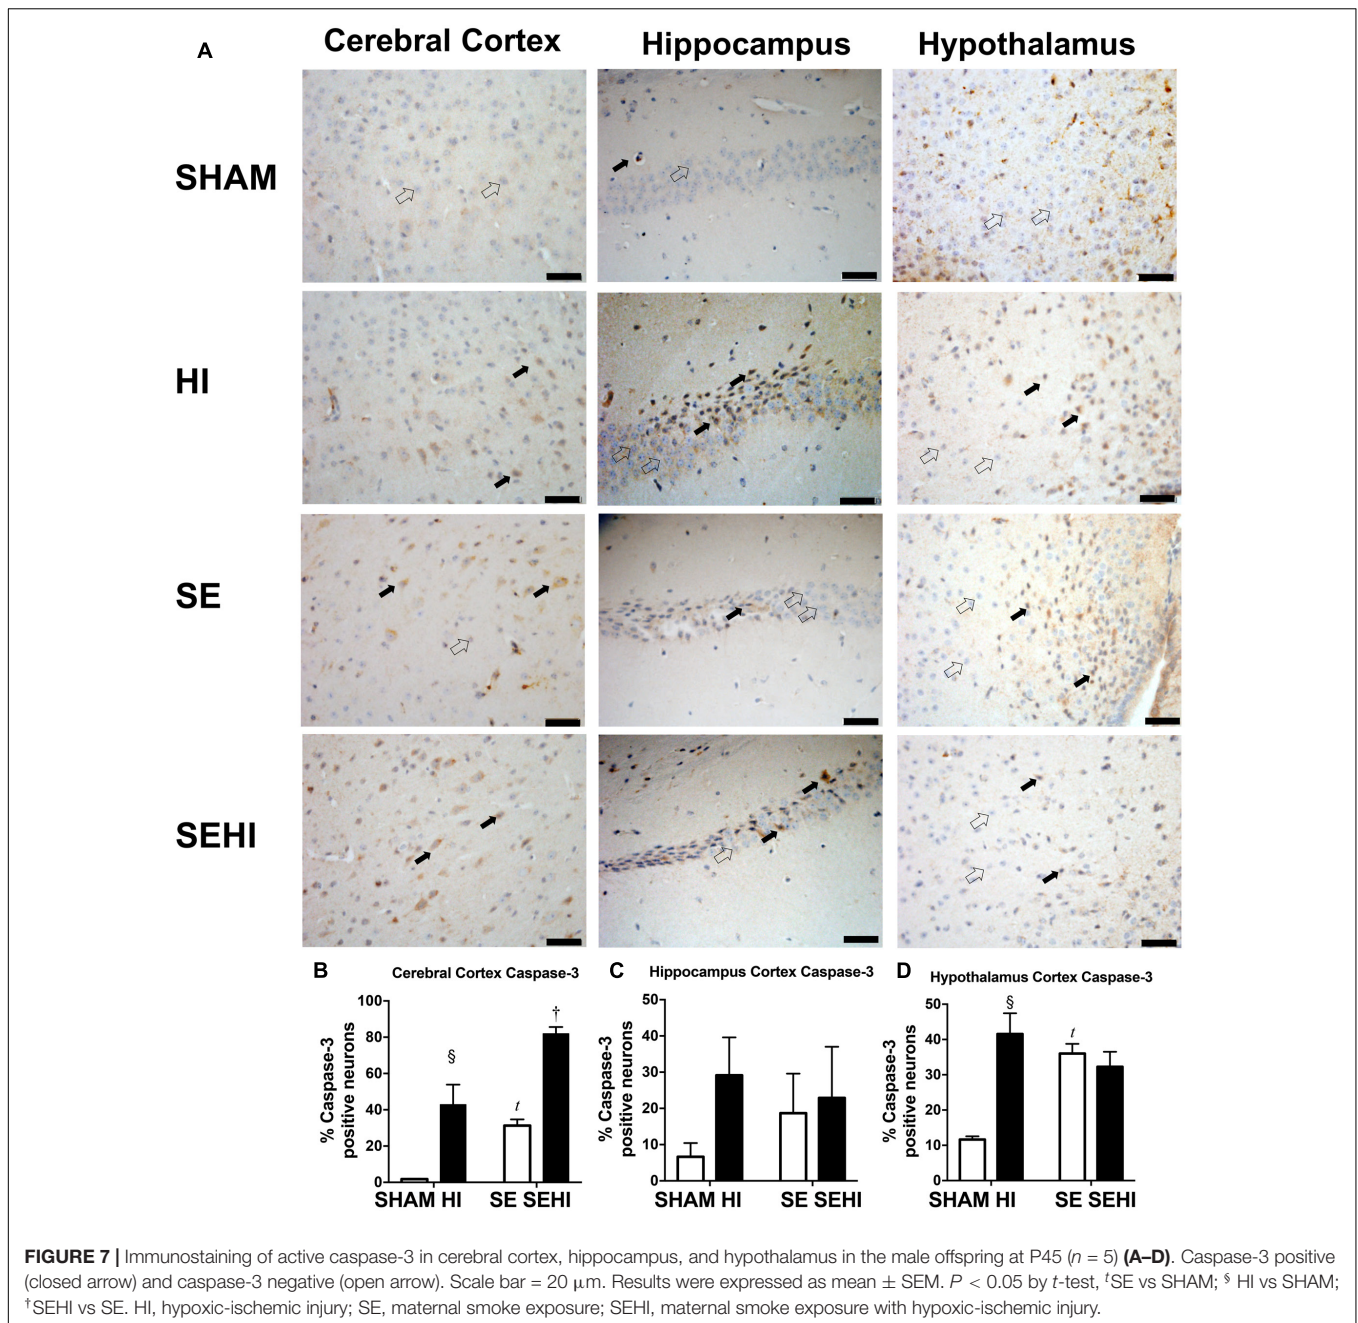 A
Cerebral Cortex
Hippocampus
Hypothalamus
SHAM
HI
SE
SEHI
B
Cerebral Cortex Caspase-3
% Caspase-3
positive neurons
100
80
60
40
20
0
§
t
†
SHAM HI
SE SEHI
C
Hippocampus Cortex Caspase-3
% Caspase-3
positive neurons
50
40
30
20
10
0
SHAM HI
SE SEHI
D
Hypothalamus Cortex Caspase-3
% Caspase-3
positive neurons
50
40
30
20
10
0
§
t
SHAM HI
SE SEHI
FIGURE 7 | Immunostaining of active caspase-3 in cerebral cortex, hippocampus, and hypothalamus in the male offspring at P45 (n = 5) (A–D). Caspase-3 positive
(closed arrow) and caspase-3 negative (open arrow). Scale bar = 20 μm. Results were expressed as mean ± SEM. P < 0.05 by t-test, tSE vs SHAM; § HI vs SHAM;
†SEHI vs SE. HI, hypoxic-ischemic injury; SE, maternal smoke exposure; SEHI, maternal smoke exposure with hypoxic-ischemic injury.